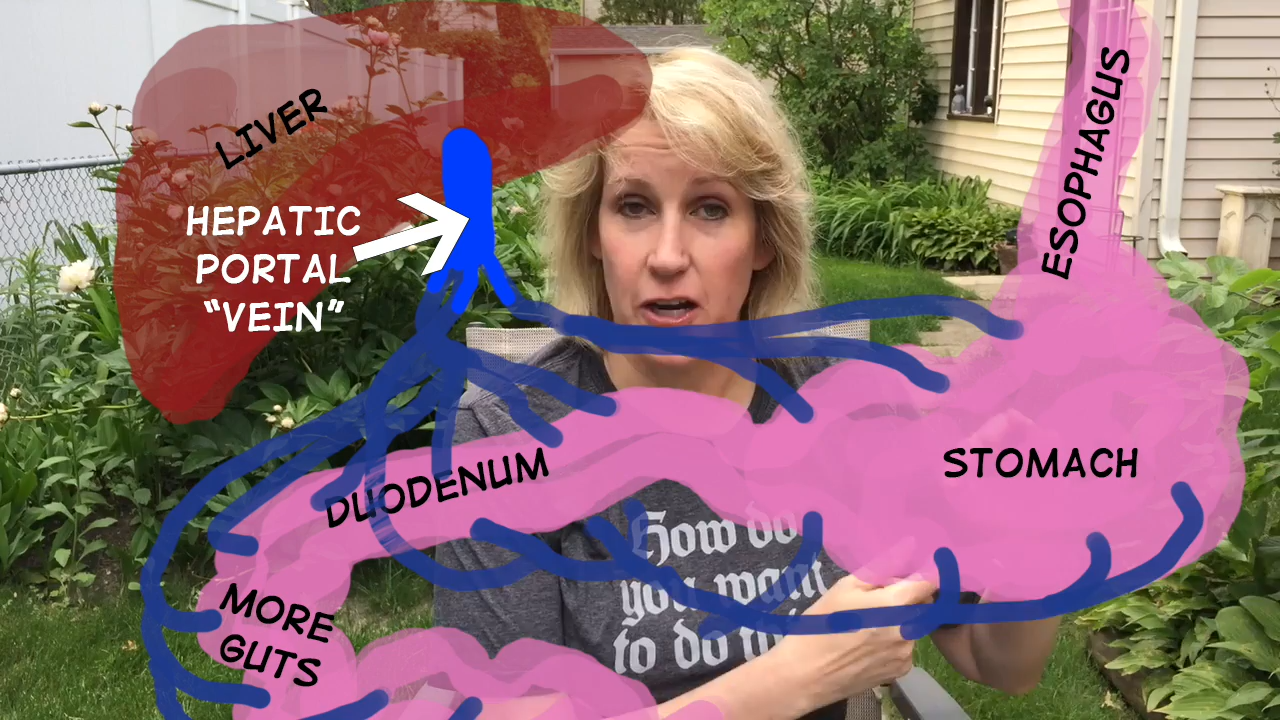 ESOPHAGUS
LIVER
HEPATIC
PORTAL
“VEIN”
STOMACH
DUODENUM
How do
you want
to do
MORE
GUTS